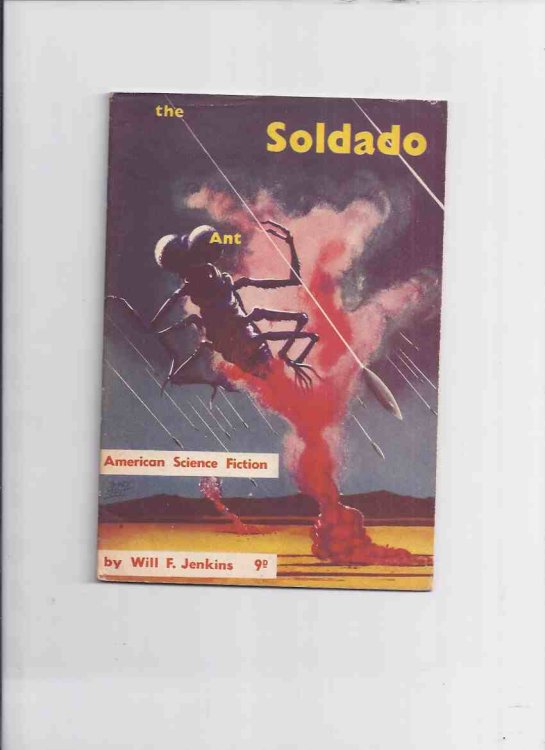 the
Soldado
Ant
American Science Fiction
by Will F. Jenkins 9D